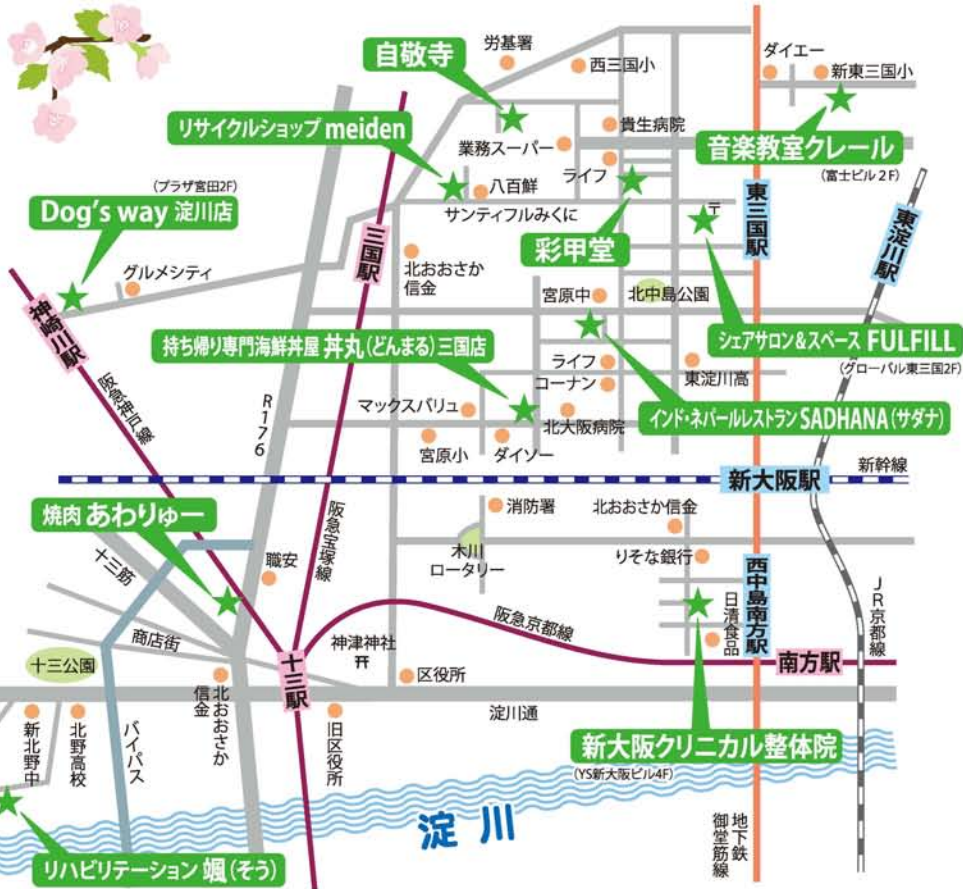 労基署
ダイエー
自敬寺
西三国小
新東三国小
リサイクルショップ meiden
貴生病院
業務スーパー
音楽教室クレール
(富士ビル2F)
ライフ
(プラザ宮田2F)
八百鮮
Dog's way 淀川店
サンティフルみくに
〒
東三国駅
東淀川駅
三国駅
彩甲堂
北おおさか
信金
グルメシティ
宮原中
北中島公園
神崎川駅
シェアサロン&スペース FULFILL
(グローバル東三国2F)
持ち帰り専門海鮮丼屋 丼丸(どんまる)三国店
ライフ
コーナン
東淀川高
阪急神戸線
R176
マックスバリュ
北大阪病院
インド・ネパールレストラン SADHANA(サダナ)
宮原小
ダイソー
新幹線
新大阪駅
焼肉 あわりゅー
消防署
北おおさか信金
阪急宝塚線
十三筋
職安
木川
ロータリー
りそな銀行
西中島南方駅
日清食品
JR京都線
商店街
神津神社
阪急京都線
十三公園
十三駅
区役所
南方駅
北おおさか
信金
淀川通
新北野中
北野高校
バイパス
旧区役所
新大阪クリニカル整体院
(YS新大阪ビル4F)
淀川
地下鉄
御堂筋線
リハビリテーション 颯(そう)